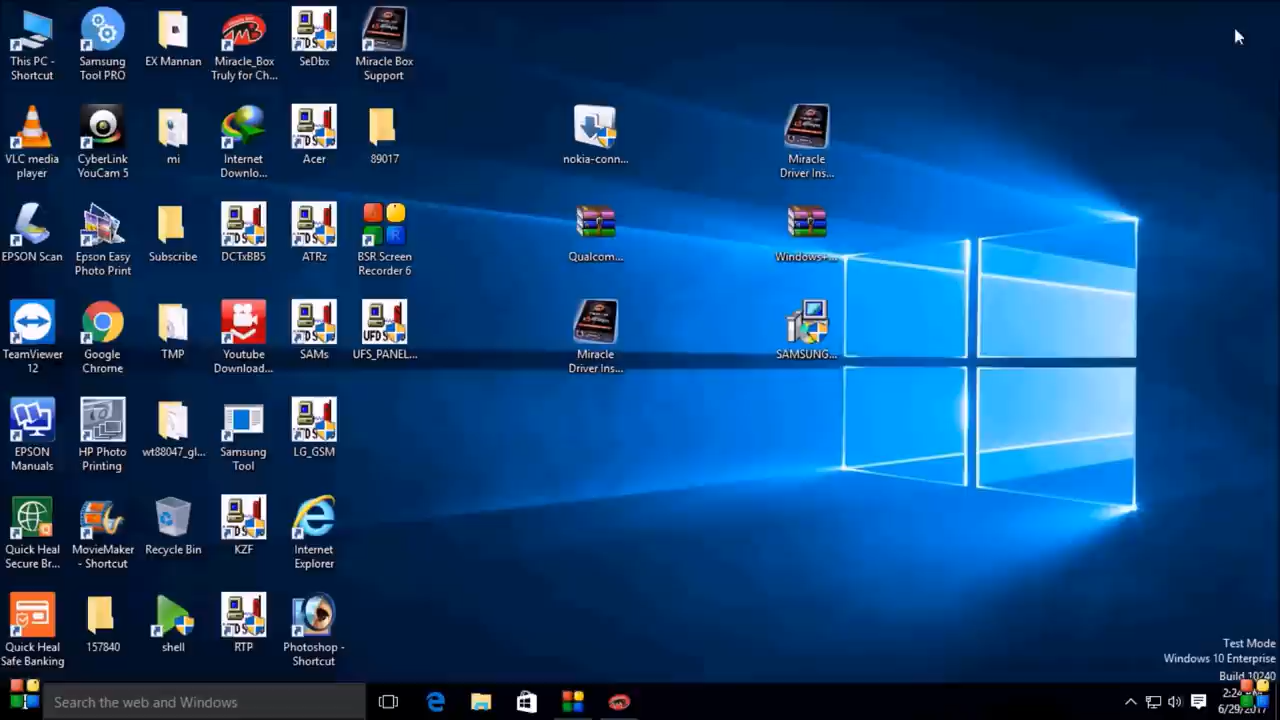 This PC -
Shortcut
Samsung
Tool PRO
EX Mannan
Miracle_Box
Truly for Ch...
SeDbx
Miracle Box
Support
VLC media
player
CyberLink
YouCam 5
mi
Internet
Downlo...
Acer
89017
nokia-conn...
Miracle
Driver Ins...
EPSON Scan
Epson Easy
Photo Print
Subscribe
DCTxBB5
ATRz
BSR Screen
Recorder 6
Qualcom...
Windows+...
TeamViewer
12
Google
Chrome
TMP
Youtube
Download...
SAMs
UFS_PANEL...
Miracle
Driver Ins...
SAMSUNG...
EPSON
Manuals
HP Photo
Printing
wt88047_gl...
Samsung
Tool
LG_GSM
Quick Heal
Secure Br...
MovieMaker
- Shortcut
Recycle Bin
KZF
Internet
Explorer
Quick Heal
Safe Banking
157840
shell
RTP
Photoshop -
Shortcut
Test Mode
Windows 10 Enterprise
Build 10240
Search the web and Windows
6/29/2017